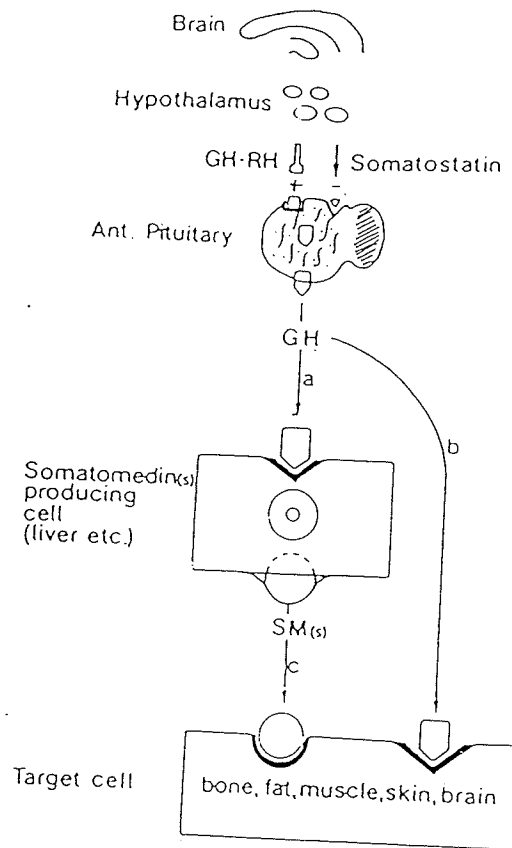 Brain
Hypothalamus
GH-RH
Somatostatin
+
-
Ant. Pituitary
GH
a
b
Somatomedin(s)
producing
cell
(liver etc.)
SM(s)
c
Target cell
bone, fat, muscle, skin, brain